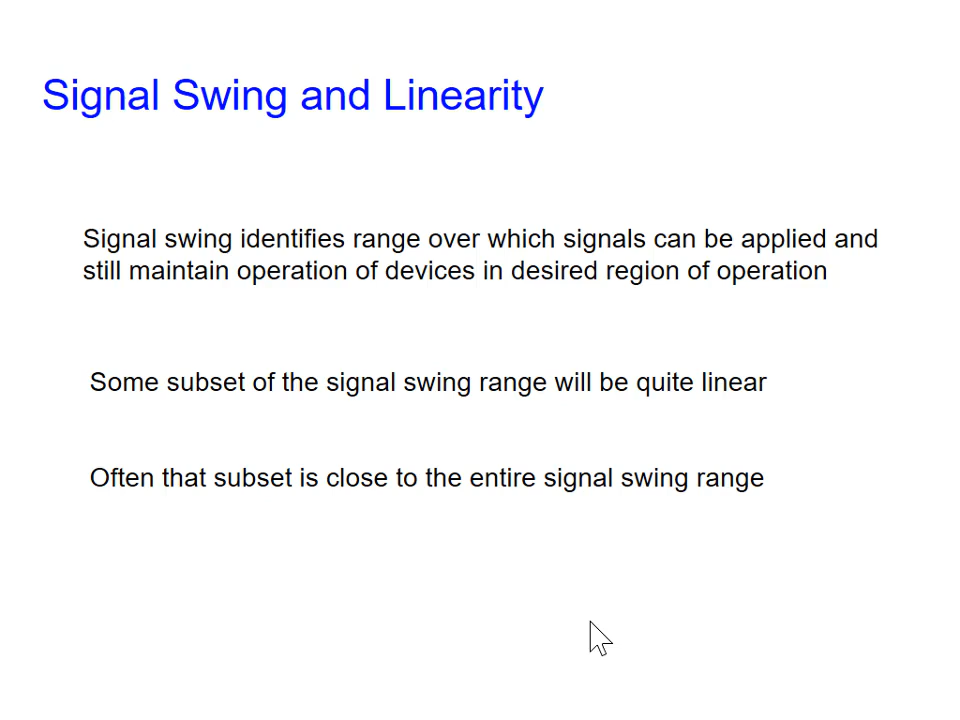 Signal Swing and Linearity
Signal swing identifies range over which signals can be applied and
still maintain operation of devices in desired region of operation
Some subset of the signal swing range will be quite linear
Often that subset is close to the entire signal swing range